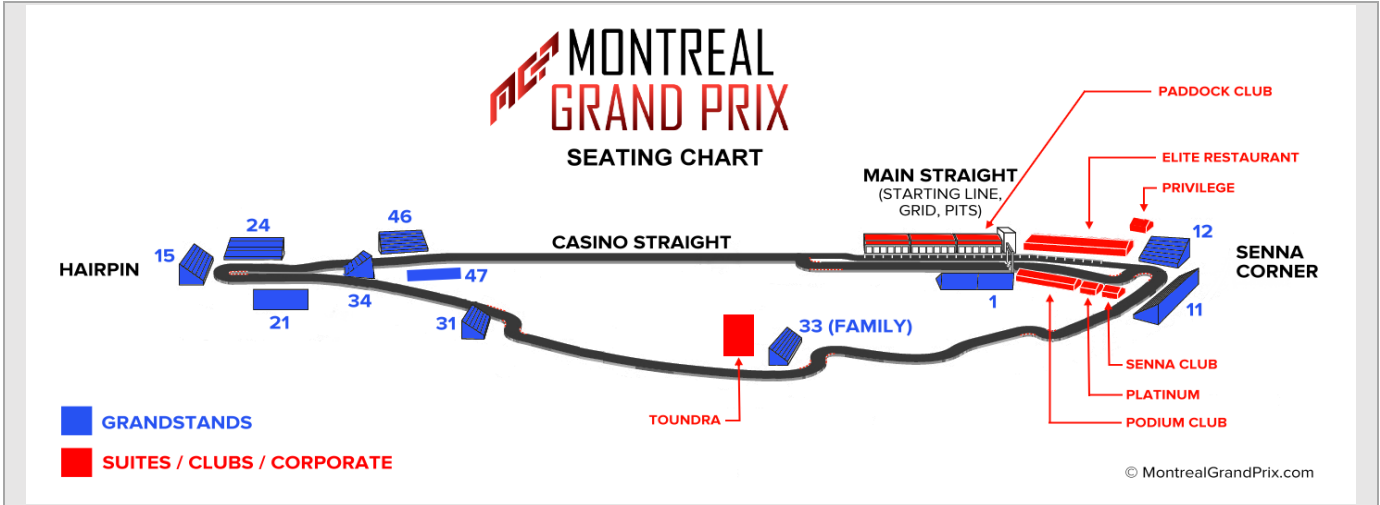 MONTREAL
GRAND PRIX
SEATING CHART
PADDOCK CLUB
ELITE RESTAURANT
PRIVILEGE
MAIN STRAIGHT
(STARTING LINE,
GRID, PITS)
12
SENNA
CORNER
46
24
15
HAIRPIN
CASINO STRAIGHT
47
34
21
31
1
11
33 (FAMILY)
SENNA CLUB
PLATINUM
PODIUM CLUB
TOUNDRA
GRANDSTANDS
SUITES / CLUBS / CORPORATE
© MontrealGrandPrix.com